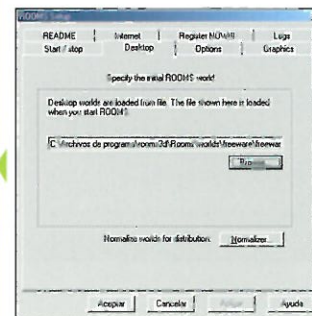 ROOMS Setup
README Internet Register NOW!!! Logs
Start / stop Desktop Options Graphics
Specify the initial ROOMS world
Desktop worlds are loaded from file. The file shown here is loaded
when you start ROOMS
C:\Archivos de programa\rooms3d\Rooms\worlds\freeware\freewar
Browse...
Normalize worlds for distribution: Normalizer...
Aceptar Cancelar Aplicar Ayuda